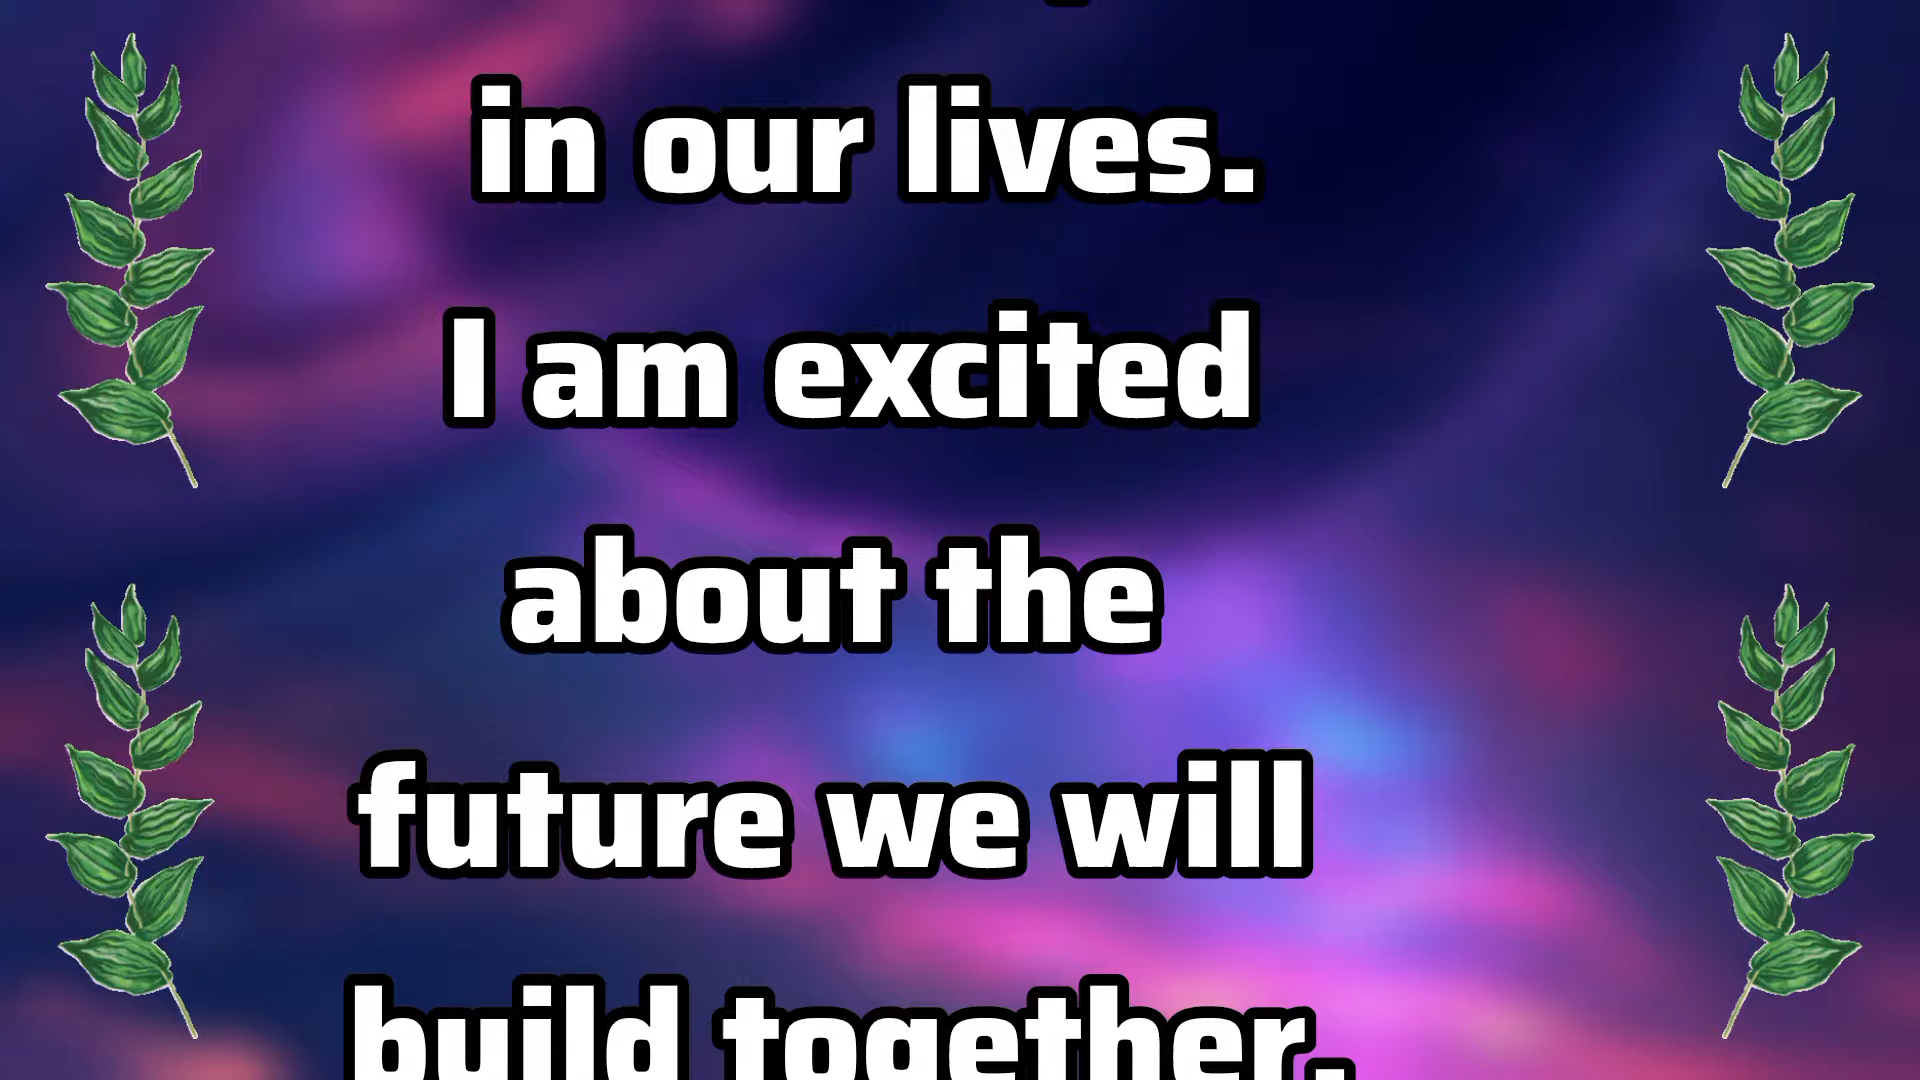 in our lives.
I am excited
about the
future we will
build together.